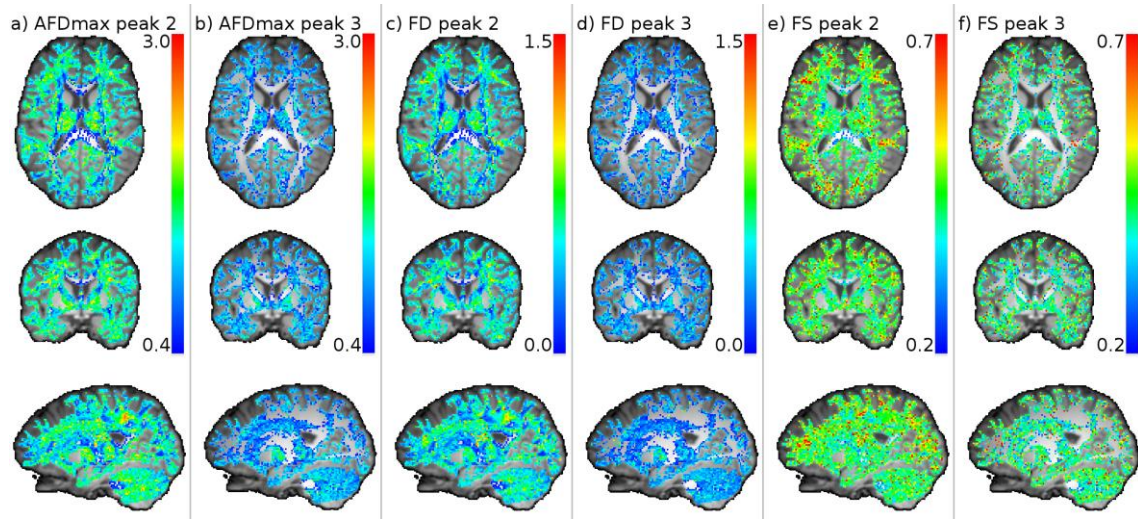 a) AFDmax peak 2
b) AFDmax peak 3
c) FD peak 2
d) FD peak 3
e) FS peak 2
f) FS peak 3
3.0
3.0
1.5
1.5
0.7
0.7
0.4
0.4
0.0
0.0
0.2
0.2